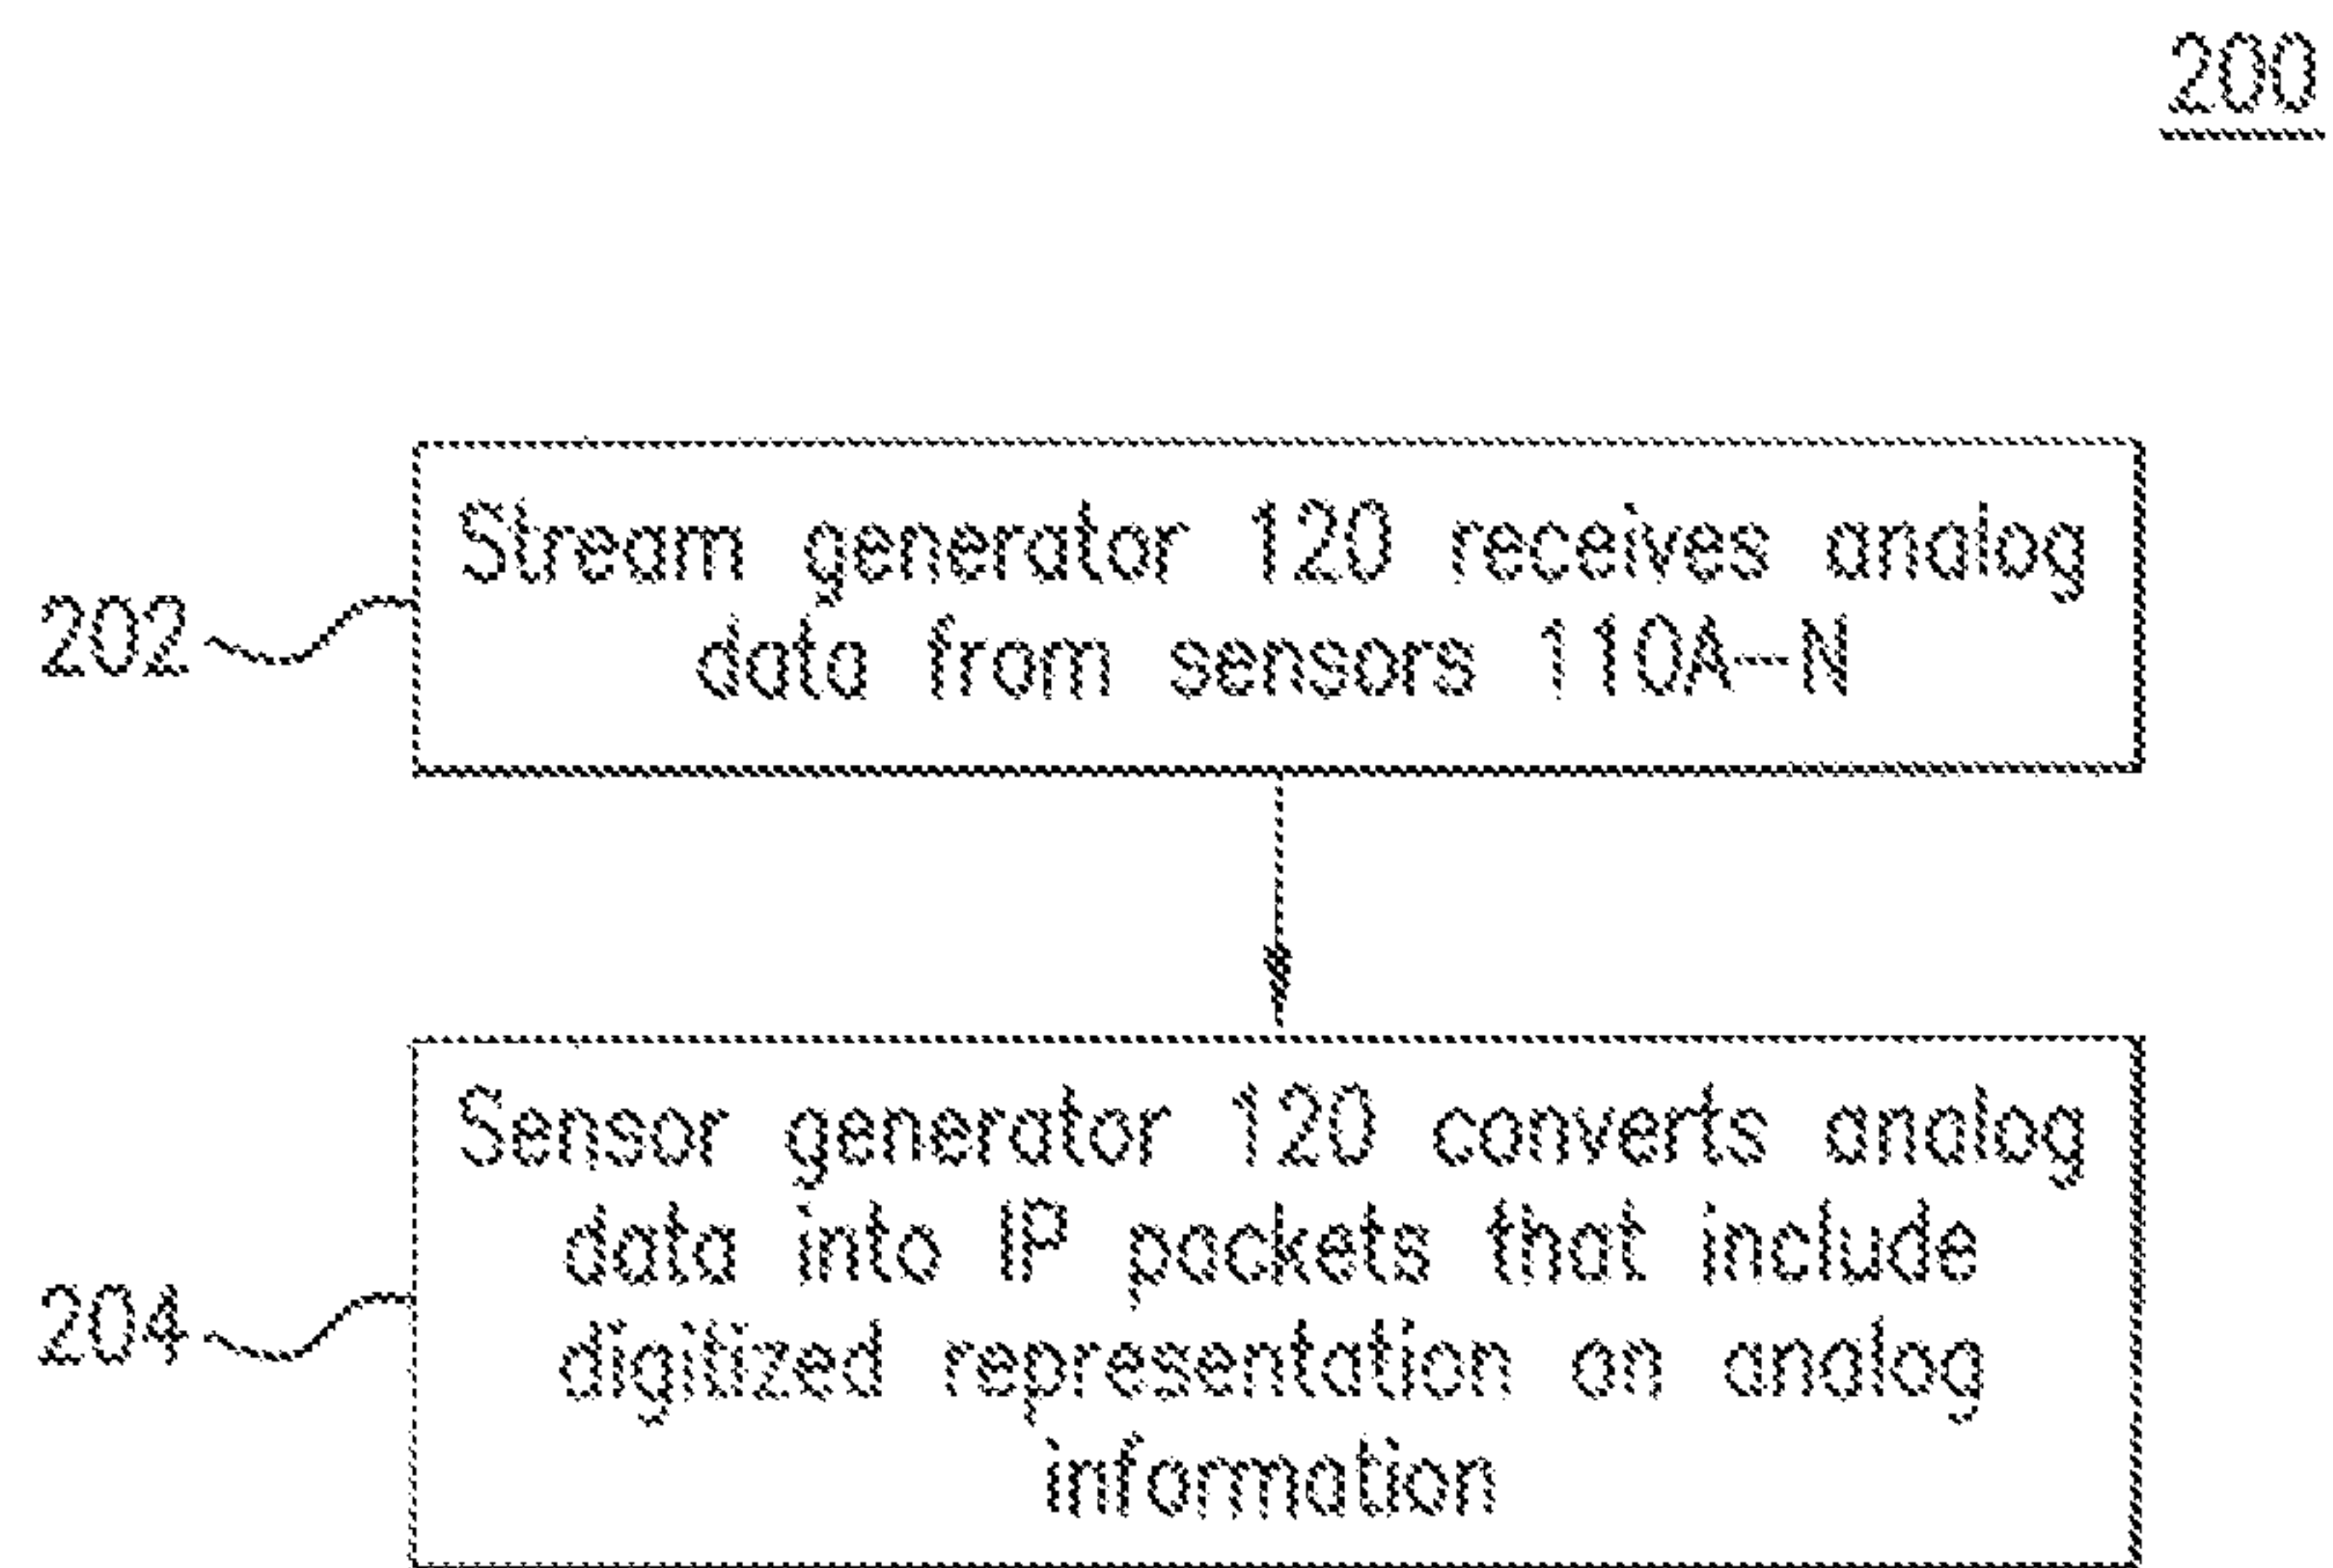 200
Stream generator 120 receives analog
data from sensors 110A-N
202
Sensor generator 120 converts analog
data into IP packets that include
digitized representation on analog
information
204